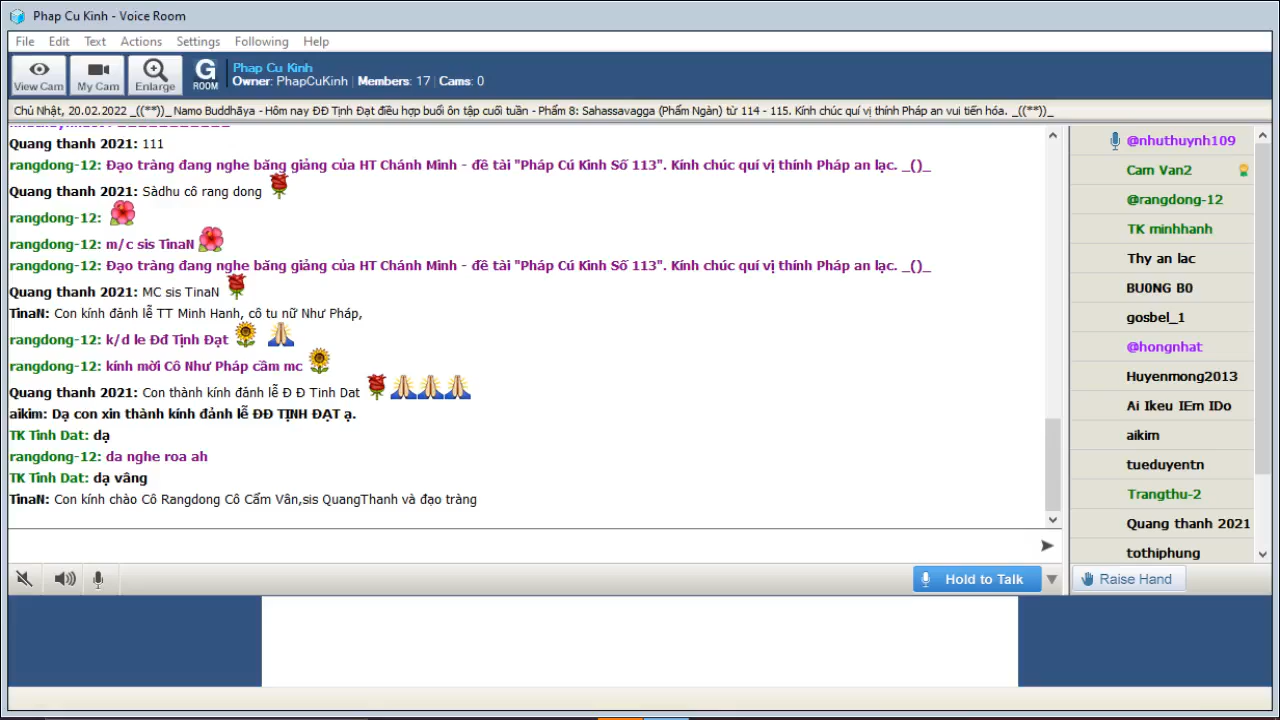 Phap Cu Kinh - Voice Room
File Edit Text Actions Settings Following Help
View Cam My Cam Enlarge G ROOM
Phap Cu Kinh
Owner: PhapCuKinh | Members: 17 | Cams: 0
Chủ Nhật, 20.02.2022 _((**))_ Namo Buddhāya - Hôm nay ĐĐ Tịnh Đạt điều hợp buổi ôn tập cuối tuần - Phẩm 8: Sahassavagga (Phẩm Ngàn) từ 114 - 115. Kính chúc quí vị thính Pháp an vui tiến hóa. _((**))_
Quang thanh 2021: 111
rangdong-12: Đạo tràng đang nghe băng giảng của HT Chánh Minh - đề tài "Pháp Cú Kinh Số 113". Kính chúc quí vị thính Pháp an lạc. _()_
Quang thanh 2021: Sàdhu cô rang dong
rangdong-12:
rangdong-12: m/c sis TinaN
rangdong-12: Đạo tràng đang nghe băng giảng của HT Chánh Minh - đề tài "Pháp Cú Kinh Số 113". Kính chúc quí vị thính Pháp an lạc. _()_
Quang thanh 2021: MC sis TinaN
TinaN: Con kính đảnh lễ TT Minh Hanh, cô tu nữ Như Pháp,
rangdong-12: k/d le Đđ Tịnh Đạt
rangdong-12: kính mời Cô Như Pháp cầm mc
Quang thanh 2021: Con thành kính đảnh lễ Đ Đ Tinh Dat
aikim: Dạ con xin thành kính đảnh lễ ĐĐ TỊNH ĐẠT ạ.
TK Tinh Dat: dạ
rangdong-12: da nghe roa ah
TK Tinh Dat: dạ vâng
TinaN: Con kính chào Cô Rangdong Cô Cẩm Vân,sis QuangThanh và đạo tràng
Hold to Talk
@nhuthuynh109
Cam Van2
@rangdong-12
TK minhhanh
Thy an lac
BU0NG B0
gosbel_1
@hongnhat
Huyenmong2013
Ai Ikeu IEm IDo
aikim
tueduyentn
Trangthu-2
Quang thanh 2021
tothiphung
Raise Hand